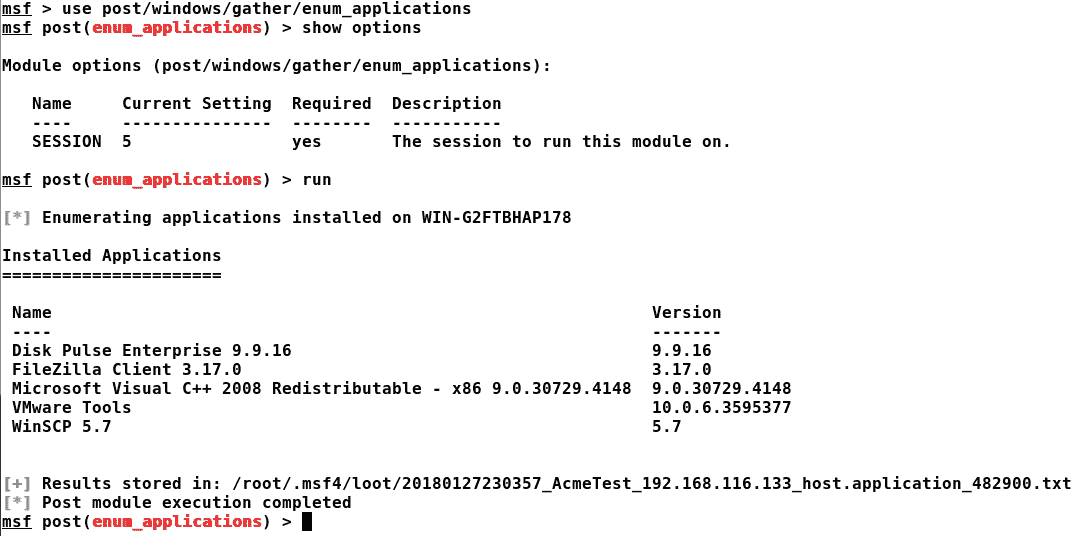 msf > use post/windows/gather/enum_applications
msf post(enum_applications) > show options
Module options (post/windows/gather/enum_applications):
   Name     Current Setting  Required  Description
   ----     ---------------  --------  -----------
   SESSION  5                yes       The session to run this module on.
msf post(enum_applications) > run
[*] Enumerating applications installed on WIN-G2FTBHAP178
Installed Applications
======================
 Name                                                            Version
 ----                                                            -------
 Disk Pulse Enterprise 9.9.16                                    9.9.16
 FileZilla Client 3.17.0                                         3.17.0
 Microsoft Visual C++ 2008 Redistributable - x86 9.0.30729.4148  9.0.30729.4148
 VMware Tools                                                    10.0.6.3595377
 WinSCP 5.7                                                      5.7
[+] Results stored in: /root/.msf4/loot/20180127230357_AcmeTest_192.168.116.133_host.application_482900.txt
[*] Post module execution completed
msf post(enum_applications) >